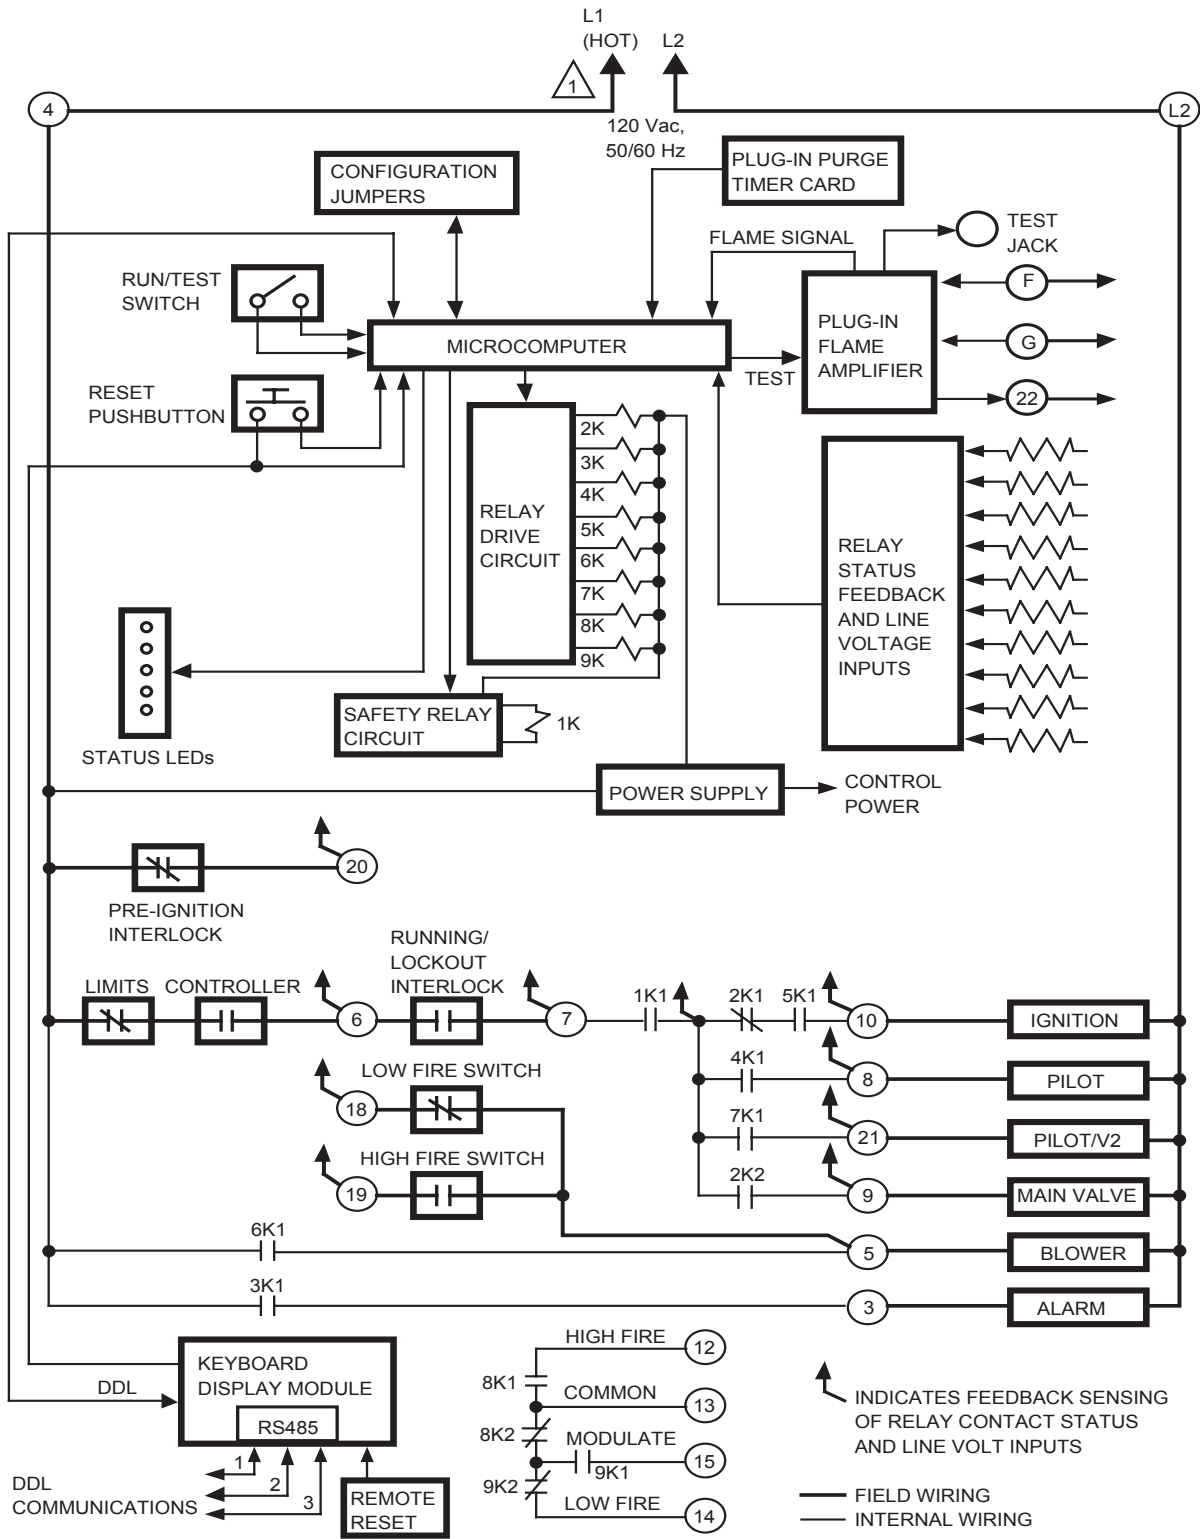 L1
(HOT)
L2
1
4
L2
120 Vac,
50/60 Hz
CONFIGURATION
JUMPERS
PLUG-IN PURGE
TIMER CARD
FLAME SIGNAL
TEST
JACK
RUN/TEST
SWITCH
F
PLUG-IN
FLAME
AMPLIFIER
MICROCOMPUTER
G
TEST
22
RESET
PUSHBUTTON
2K
3K
4K
5K
6K
7K
8K
9K
RELAY
DRIVE
CIRCUIT
RELAY
STATUS
FEEDBACK
AND LINE
VOLTAGE
INPUTS
STATUS LEDs
SAFETY RELAY
CIRCUIT
1K
POWER SUPPLY
CONTROL
POWER
20
PRE-IGNITION
INTERLOCK
RUNNING/
LOCKOUT
INTERLOCK
LIMITS
CONTROLLER
6
7
1K1
2K1
5K1
10
IGNITION
LOW FIRE SWITCH
18
4K1
8
PILOT
7K1
21
PILOT/V2
HIGH FIRE SWITCH
19
2K2
9
MAIN VALVE
6K1
5
BLOWER
3K1
3
ALARM
KEYBOARD
DISPLAY MODULE
RS485
DDL
1
2
3
DDL
COMMUNICATIONS
REMOTE
RESET
HIGH FIRE
12
8K1
COMMON
13
8K2
MODULATE
15
9K1
9K2
LOW FIRE
14
INDICATES FEEDBACK SENSING
OF RELAY CONTACT STATUS
AND LINE VOLT INPUTS
FIELD WIRING
INTERNAL WIRING